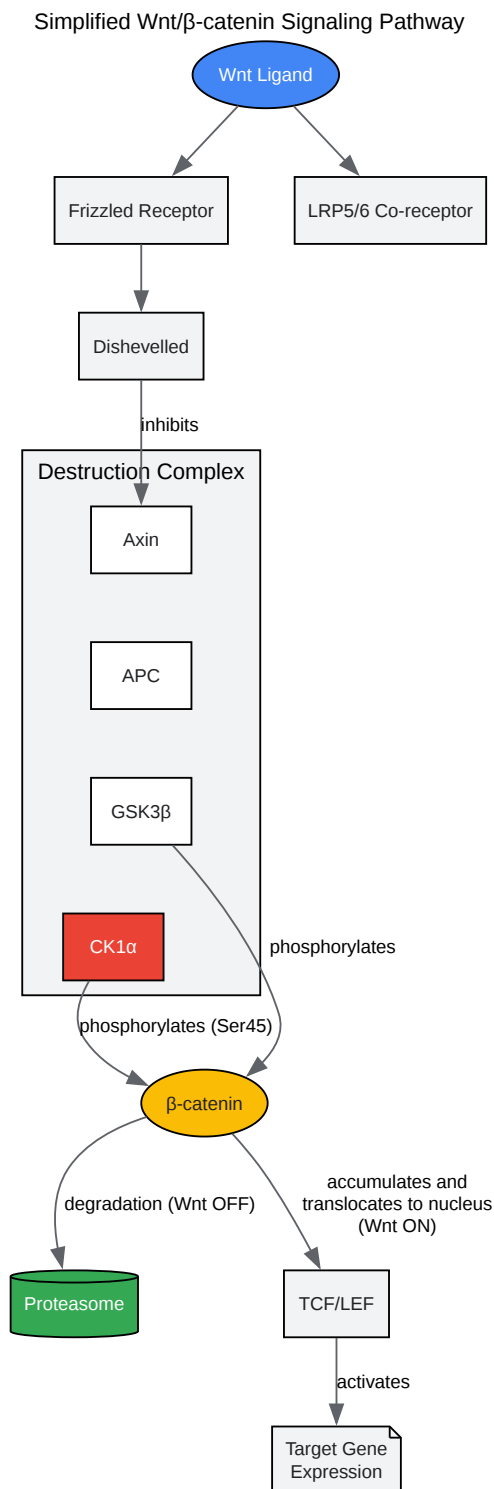 Simplified Wnt/β-catenin Signaling Pathway
Wnt Ligand
Frizzled Receptor
LRP5/6 Co-receptor
Dishevelled
inhibits
Destruction Complex
Axin
APC
GSK3β
CK1α
phosphorylates
phosphorylates (Ser45)
β-catenin
degradation (Wnt OFF)
accumulates and
translocates to nucleus
(Wnt ON)
Proteasome
TCF/LEF
activates
Target Gene
Expression